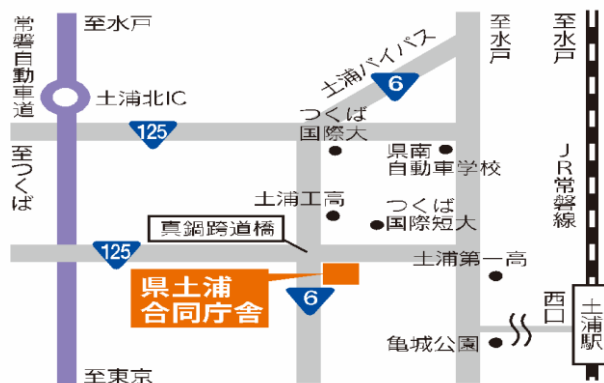 常磐自動車道
至水戸
土浦北IC
至つくば
125
土浦バイパス
6
至水戸
至水戸
つくば
国際大
県南
自動車学校
JR常磐線
土浦工高
つくば
国際短大
真鍋跨道橋
125
土浦第一高
県土浦
合同庁舎
6
西口
土浦駅
亀城公園
至東京